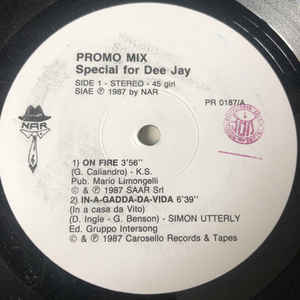 PROMO MIX
Special for Dee Jay
SIDE 1 - STEREO - 45 giri
SIAE Ⓟ 1987 by NAR
PR 0187/A
NAR
1) ON FIRE 3'56''
(G. Caliandro) - K.S.
Pub. Mario Limongelli
© & Ⓟ 1987 SAAR Srl
2) IN-A-GADDA-DA-VIDA 6'39''
(In a casa da Vito)
(D. Ingle - G. Benson) - SIMON UTTERLY
Ed. Gruppo Intersong
© & Ⓟ 1987 Carosello Records & Tapes